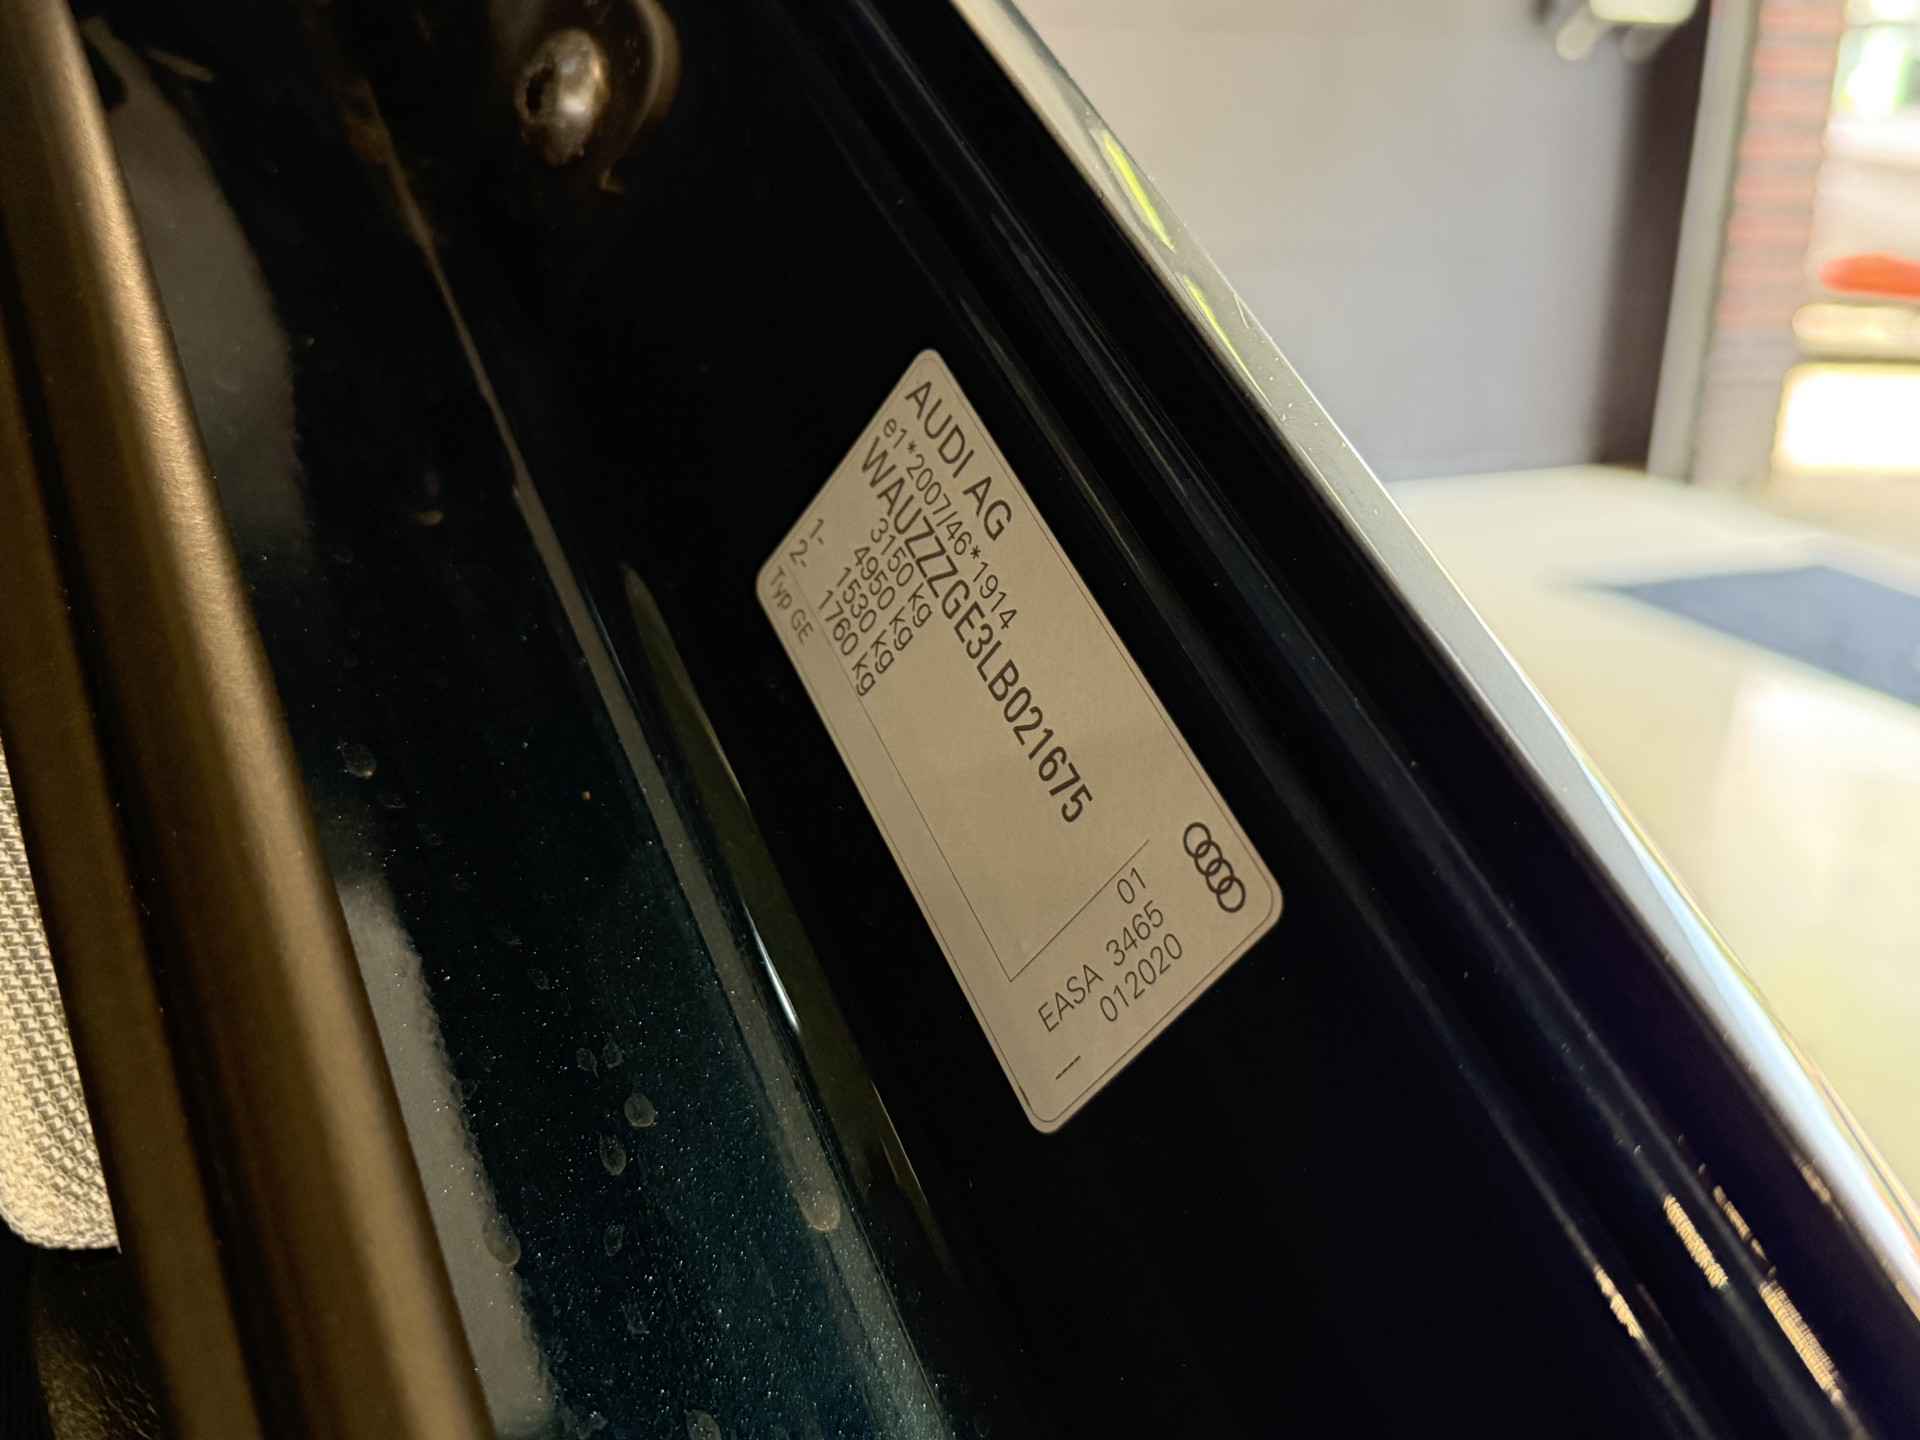 AUDI AG
e1*2007/46*1914
WAUZZZGE3LB021675
3150 kg
4950 kg
1- 1530 kg
2- 1760 kg
Typ GE
01
EASA 3465
012020